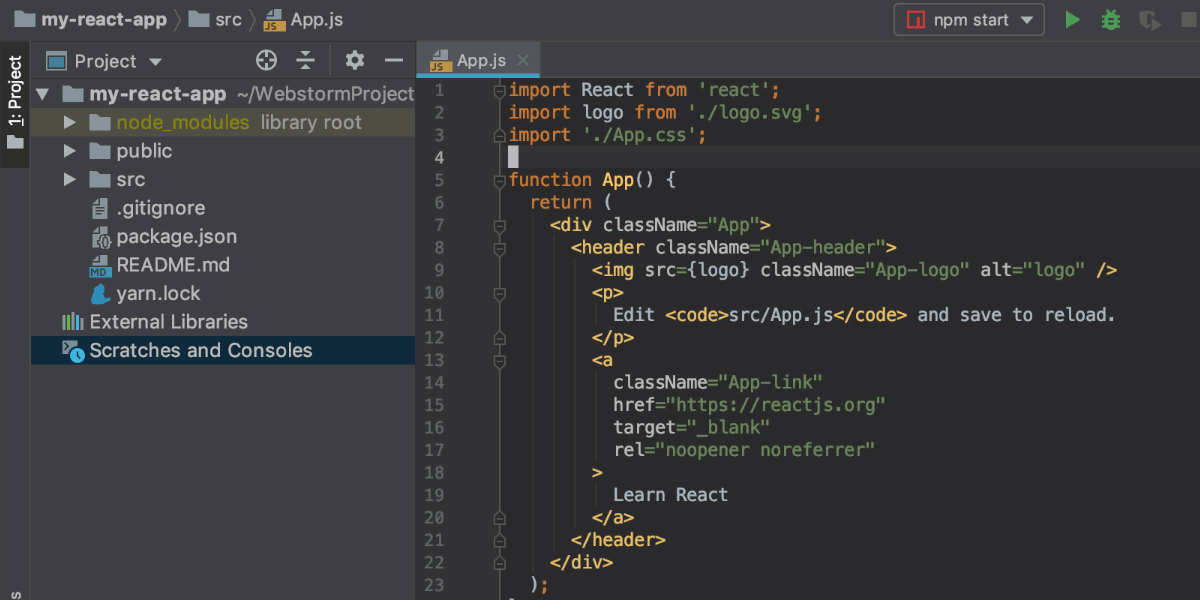 my-react-app src App.js
npm start
1: Project
Project
my-react-app ~/WebstormProject
node_modules library root
public
src
.gitignore
package.json
README.md
yarn.lock
External Libraries
Scratches and Consoles
App.js
1 import React from 'react';
2 import logo from './logo.svg';
3 import './App.css';
4
5 function App() {
6 return (
7 <div className="App">
8 <header className="App-header">
9 <img src={logo} className="App-logo" alt="logo" />
10 <p>
11 Edit <code>src/App.js</code> and save to reload.
12 </p>
13 <a
14 className="App-link"
15 href="https://reactjs.org"
16 target="_blank"
17 rel="noopener noreferrer"
18 >
19 Learn React
20 </a>
21 </header>
22 </div>
23 );